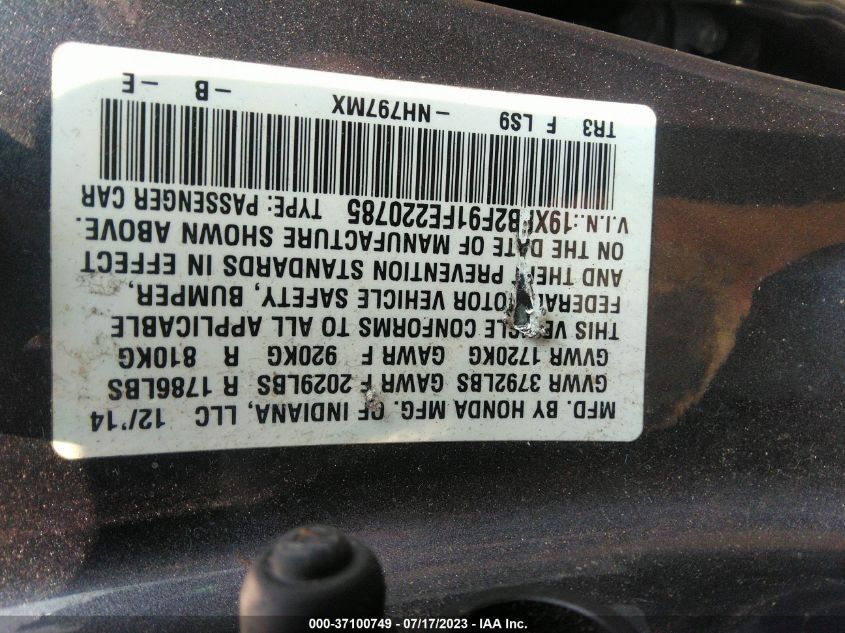 MFD. BY HONDA MFG. OF INDIANA, LLC 12/'14
GVWR 3792LBS GAWR F 2029LBS R 1786LBS
GVWR 1720KG GAWR F 920KG R 810KG
THIS VEHICLE CONFORMS TO ALL APPLICABLE
FEDERAL MOTOR VEHICLE SAFETY, BUMPER,
AND THEFT PREVENTION STANDARDS IN EFFECT
ON THE DATE OF MANUFACTURE SHOWN ABOVE.
V.I.N.: TYPE: PASSENGER CAR
TR3 F LS9 -NH797MX -B -E
000-37100749 // 07/17/2023 - IAA Inc.